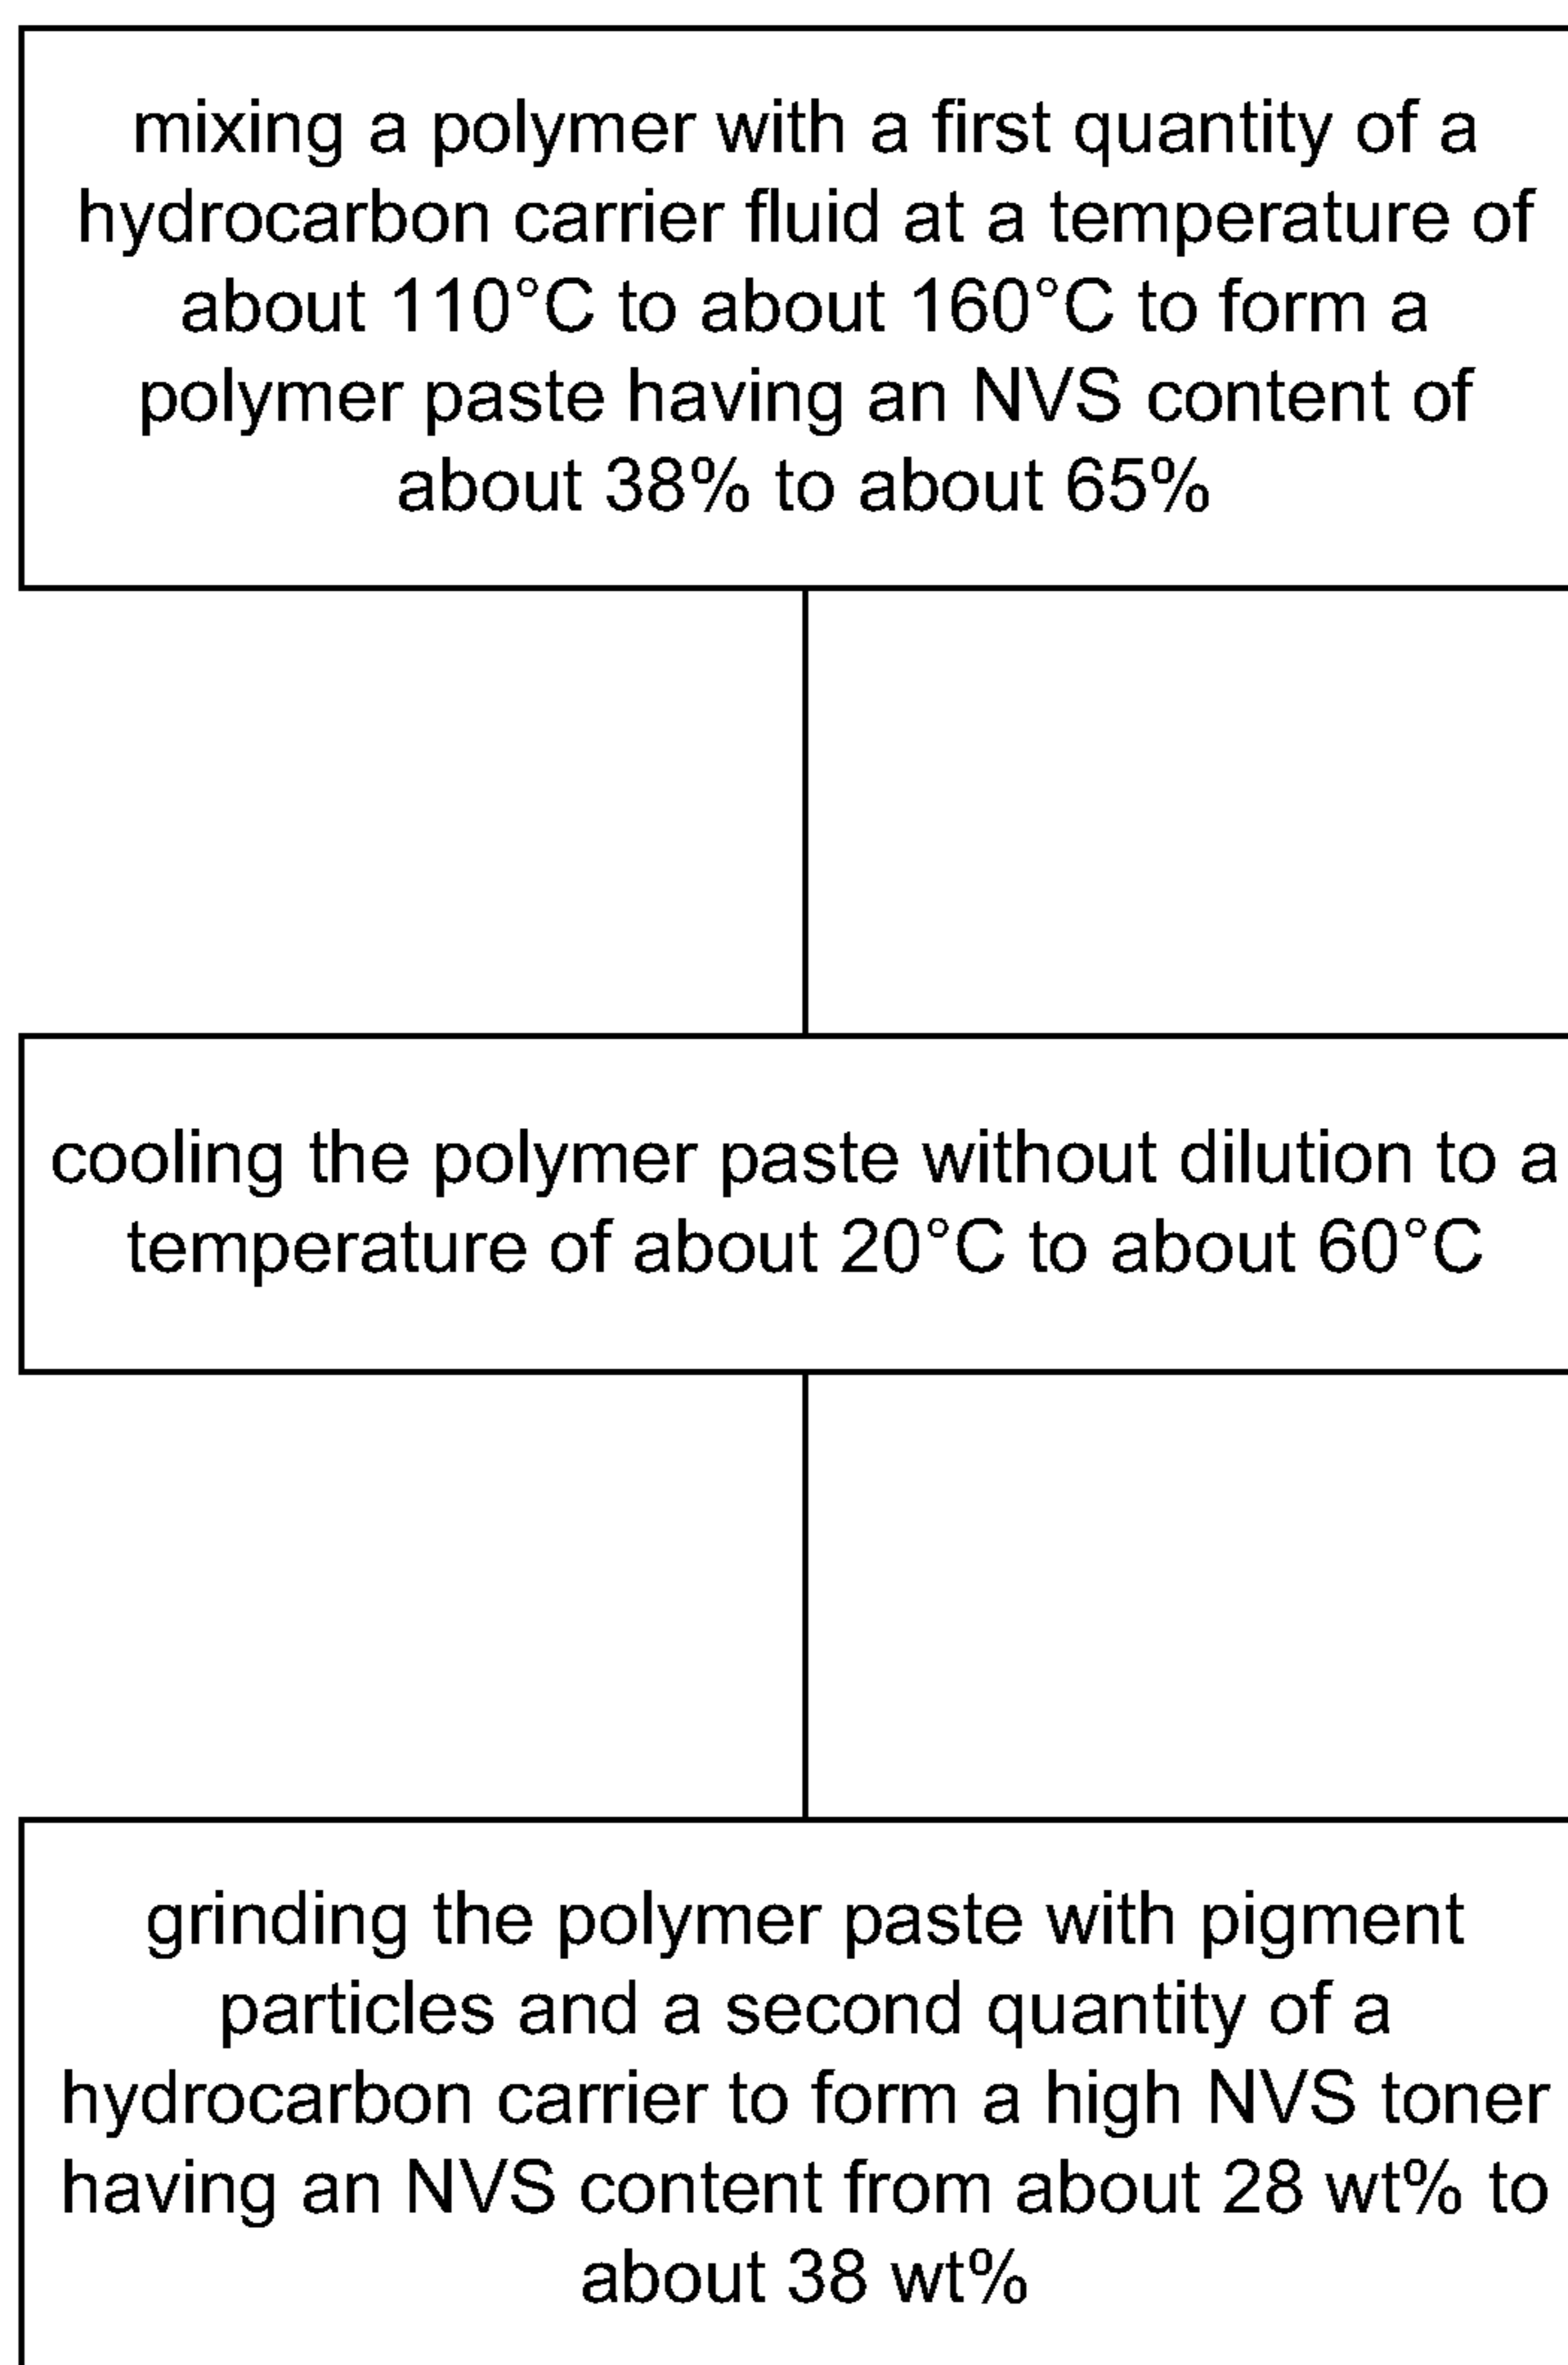 mixing a polymer with a first quantity of a
hydrocarbon carrier fluid at a temperature of
about 110°C to about 160°C to form a
polymer paste having an NVS content of
about 38% to about 65%
cooling the polymer paste without dilution to a
temperature of about 20°C to about 60°C
grinding the polymer paste with pigment
particles and a second quantity of a
hydrocarbon carrier to form a high NVS toner
having an NVS content from about 28 wt% to
about 38 wt%